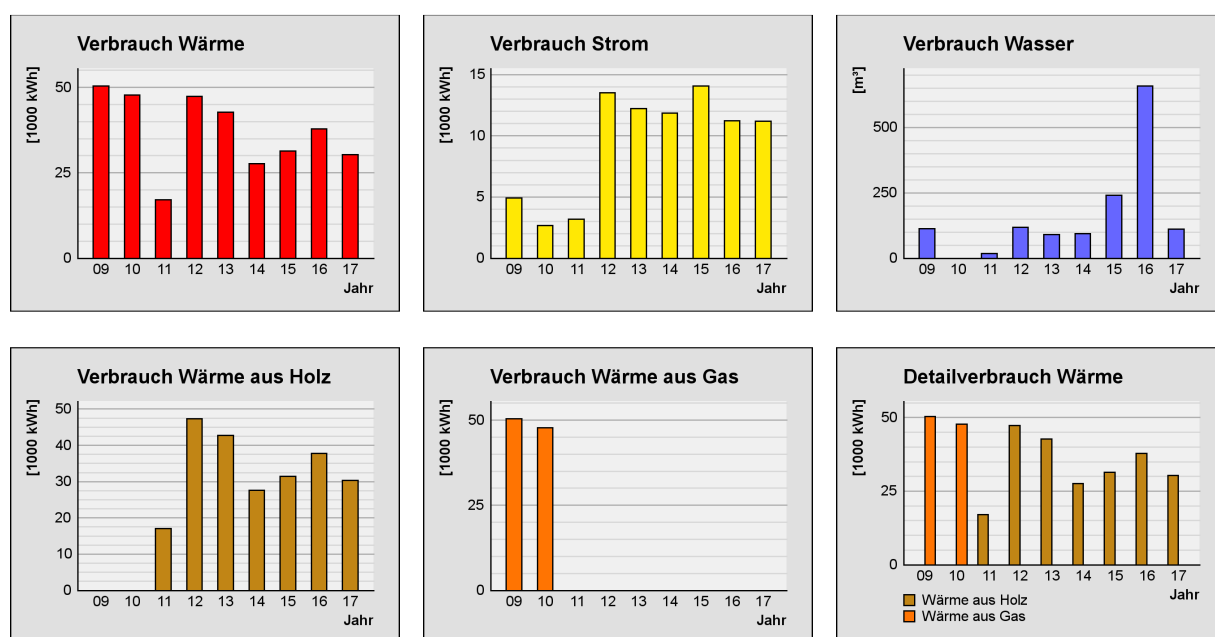 Verbrauch Wärme
[1000 kWh]
50
25
0
09 10 11 12 13 14 15 16 17
Jahr
Verbrauch Strom
[1000 kWh]
15
10
5
0
09 10 11 12 13 14 15 16 17
Jahr
Verbrauch Wasser
[m³]
500
250
0
09 10 11 12 13 14 15 16 17
Jahr
Verbrauch Wärme aus Holz
[1000 kWh]
50
40
30
20
10
0
09 10 11 12 13 14 15 16 17
Jahr
Verbrauch Wärme aus Gas
[1000 kWh]
50
25
0
09 10 11 12 13 14 15 16 17
Jahr
Detailverbrauch Wärme
[1000 kWh]
50
25
0
09 10 11 12 13 14 15 16 17
Jahr
Wärme aus Holz
Wärme aus Gas